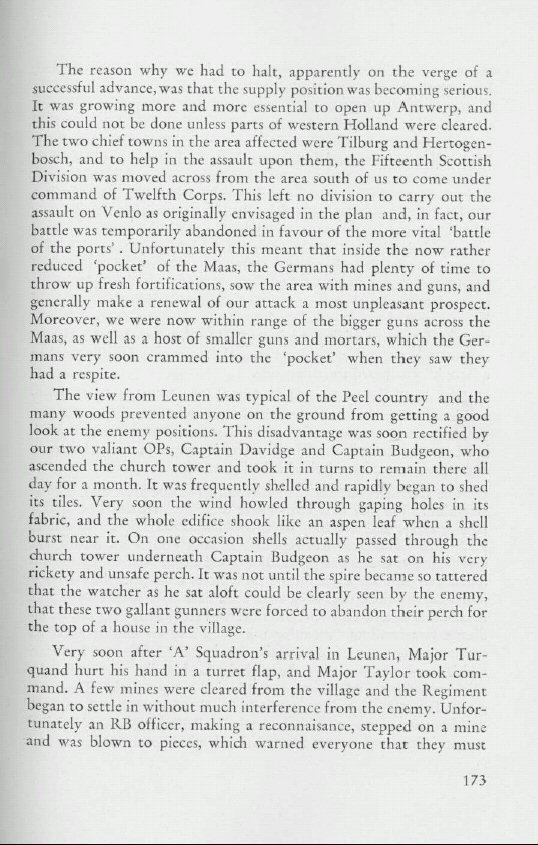 The reason why we had to halt, apparently on the verge of a
successful advance, was that the supply position was becoming serious.
It was growing more and more essential to open up Antwerp, and
this could not be done unless parts of western Holland were cleared.
The two chief towns in the area affected were Tilburg and Hertogen-
bosch, and to help in the assault upon them, the Fifteenth Scottish
Division was moved across from the area south of us to come under
command of Twelfth Corps. This left no division to carry out the
assault on Venlo as originally envisaged in the plan and, in fact, our
battle was temporarily abandoned in favour of the more vital ‘battle
of the ports’ . Unfortunately this meant that inside the now rather
reduced ‘pocket’ of the Maas, the Germans had plenty of time to
throw up fresh fortifications, sow the area with mines and guns, and
generally make a renewal of our attack a most unpleasant prospect.
Moreover, we were now within range of the bigger guns across the
Maas, as well as a host of smaller guns and mortars, which the Ger=
mans very soon crammed into the ‘pocket’ when they saw they
had a respite.
The view from Leunen was typical of the Peel country and the
many woods prevented anyone on the ground from getting a good
look at the enemy positions. This disadvantage was soon rectified by
our two valiant OPs, Captain Davidge and Captain Budgeon, who
ascended the church tower and took it in turns to remain there all
day for a month. It was frequently shelled and rapidly began to shed
its tiles. Very soon the wind howled through gaping holes in its
fabric, and the whole edifice shook like an aspen leaf when a shell
burst near it. On one occasion shells actually passed through the
church tower underneath Captain Budgeon as he sat on his very
rickety and unsafe perch. It was not until the spire became so tattered
that the watcher as he sat aloft could be clearly seen by the enemy,
that these two gallant gunners were forced to abandon their perch for
the top of a house in the village.
Very soon after ‘A’ Squadron’s arrival in Leunen, Major Tur-
quand hurt his hand in a turret flap, and Major Taylor took com-
mand. A few mines were cleared from the village and the Regiment
began to settle in without much interference from the enemy. Unfor-
tunately an RB officer, making a reconnaisance, stepped on a mine
and was blown to pieces, which warned everyone that they must
173